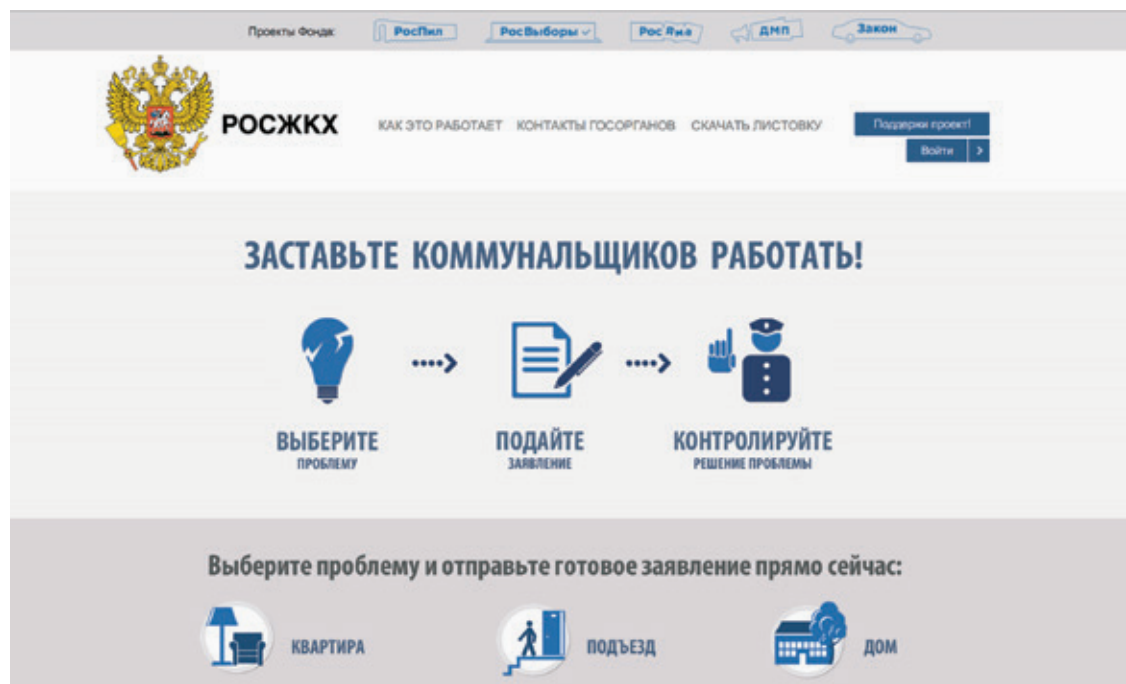 Проекты Фонда: РосПил РосВыборы РосЯма ДМП Закон
РОСЖКХ КАК ЭТО РАБОТАЕТ КОНТАКТЫ ГОСОРГАНОВ СКАЧАТЬ ЛИСТОВКУ Поддержи проект!
Войти >
ЗАСТАВЬТЕ КОММУНАЛЬЩИКОВ РАБОТАТЬ!
ВЫБЕРИТЕ ПОДАЙТЕ КОНТРОЛИРУЙТЕ
ПРОБЛЕМУ ЗАЯВЛЕНИЕ РЕШЕНИЕ ПРОБЛЕМЫ
Выберите проблему и отправьте готовое заявление прямо сейчас:
КВАРТИРА ПОДЪЕЗД ДОМ